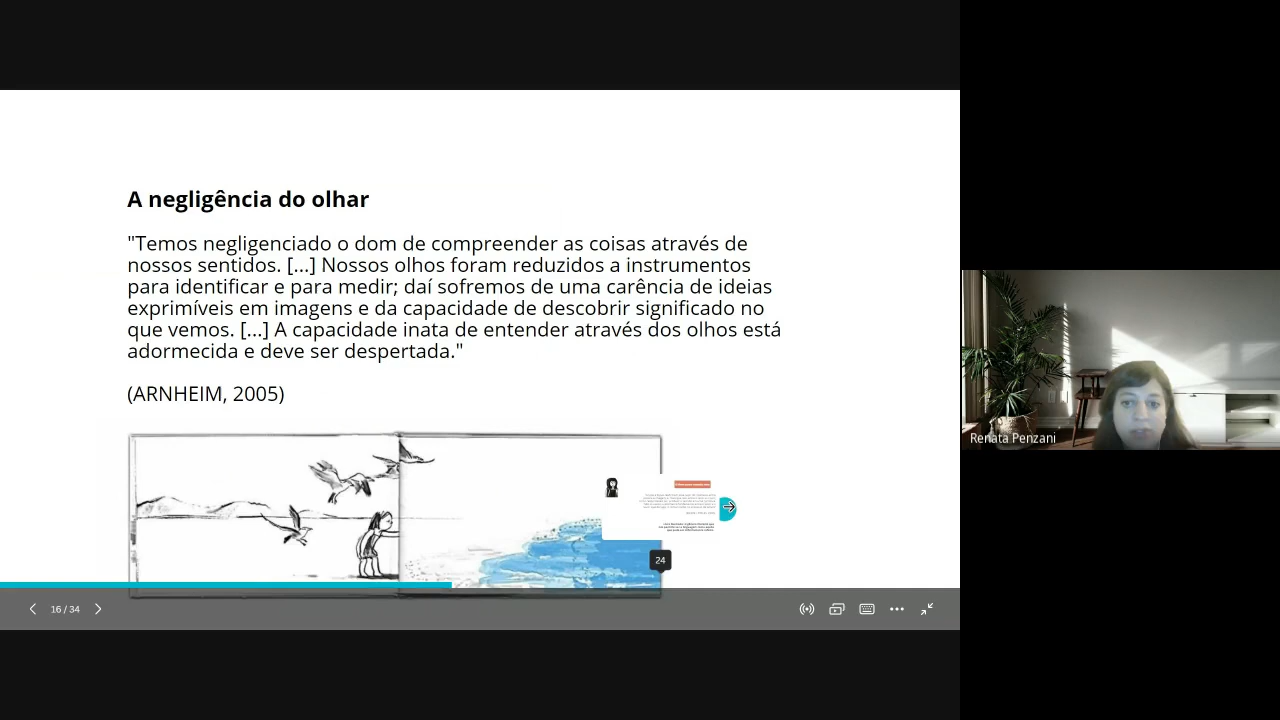 A negligência do olhar
"Temos negligenciado o dom de compreender as coisas através de
nossos sentidos. [...] Nossos olhos foram reduzidos a instrumentos
para identificar e para medir; daí sofremos de uma carência de ideias
exprimíveis em imagens e da capacidade de descobrir significado no
que vemos. [...] A capacidade inata de entender através dos olhos está
adormecida e deve ser despertada."
(ARNHEIM, 2005)
24
16 / 34
Renata Penzani